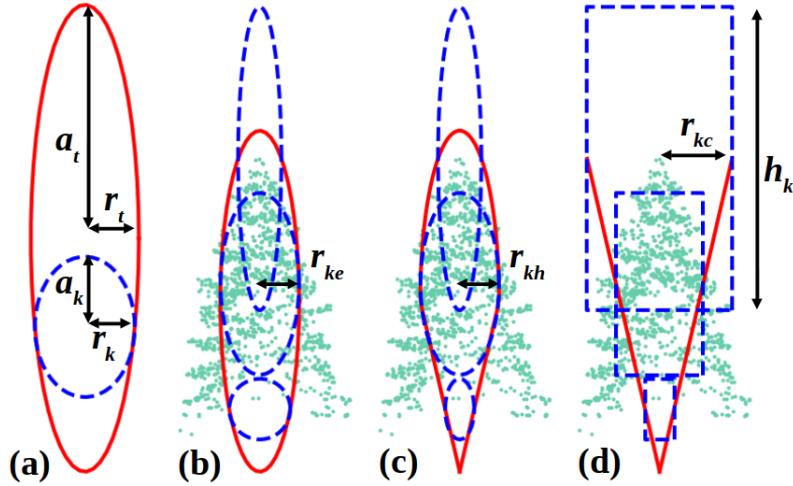 a_t
r_t
a_k
r_k
(a)
r_ke
(b)
r_kh
(c)
r_kc
h_k
(d)